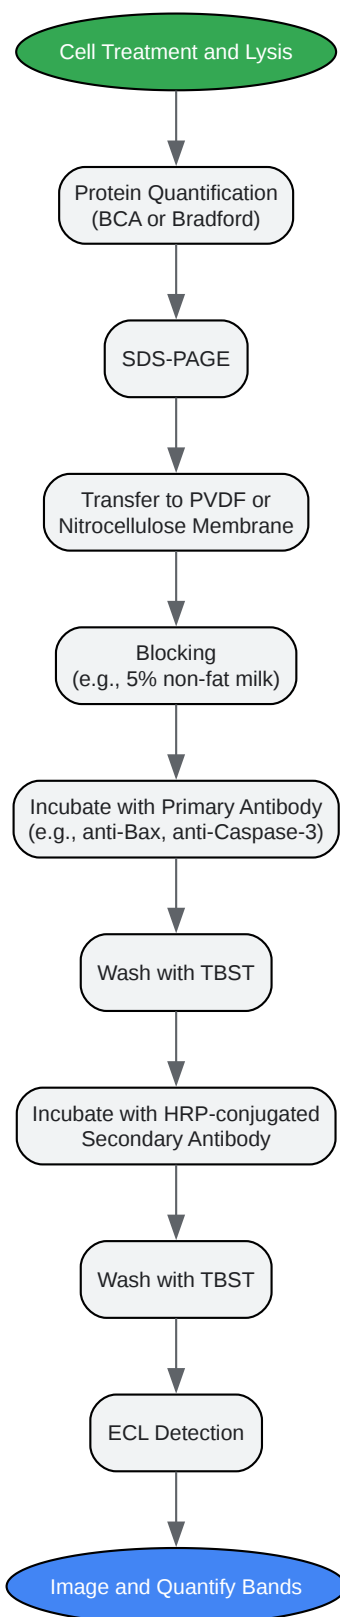 Cell Treatment and Lysis
Protein Quantification
(BCA or Bradford)
SDS-PAGE
Transfer to PVDF or
Nitrocellulose Membrane
Blocking
(e.g., 5% non-fat milk)
Incubate with Primary Antibody
(e.g., anti-Bax, anti-Caspase-3)
Wash with TBST
Incubate with HRP-conjugated
Secondary Antibody
Wash with TBST
ECL Detection
Image and Quantify Bands